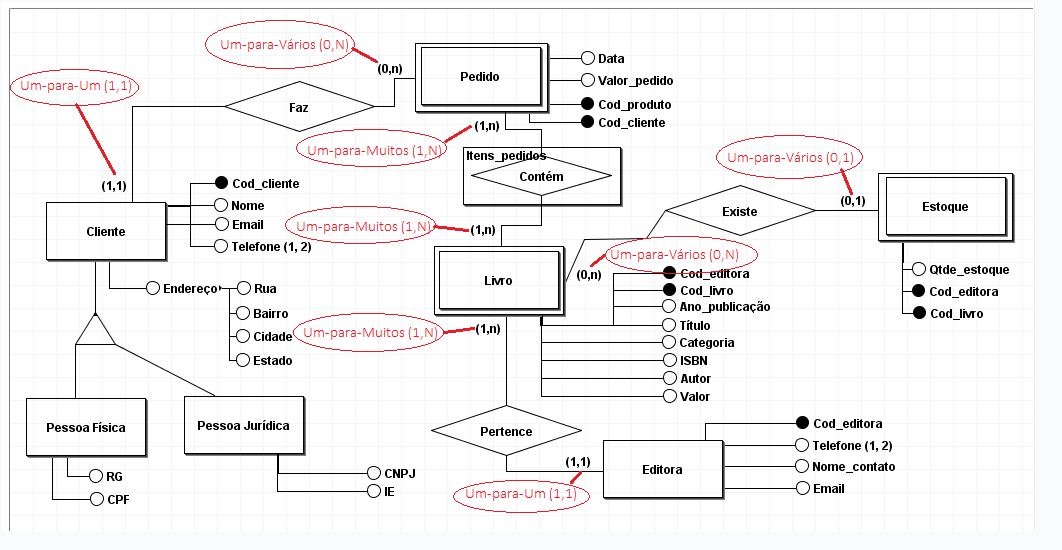 Um-para-Vários (0,N)
(0,n)
Pedido
Data
Valor_pedido
Cod_produto
Cod_cliente
Um-para-Um (1,1)
Faz
(1,n)
Um-para-Muitos (1,N)
Itens_pedidos
Contém
Um-para-Vários (0,1)
(1,1)
Cod_cliente
Nome
Email
Telefone (1, 2)
Cliente
(0,1)
Existe
Estoque
Um-para-Muitos (1,N)
(1,n)
Um-para-Vários (0,N)
(0,n)
Livro
Cod_editora
Cod_livro
Ano_publicação
Título
Categoria
ISBN
Autor
Valor
Qtde_estoque
Cod_editora
Cod_livro
Endereço
Rua
Bairro
Cidade
Estado
Um-para-Muitos (1,N)
(1,n)
Pessoa Física
Pessoa Jurídica
Pertence
Cod_editora
Telefone (1, 2)
Nome_contato
Email
(1,1)
Editora
RG
CPF
CNPJ
IE
Um-para-Um (1,1)